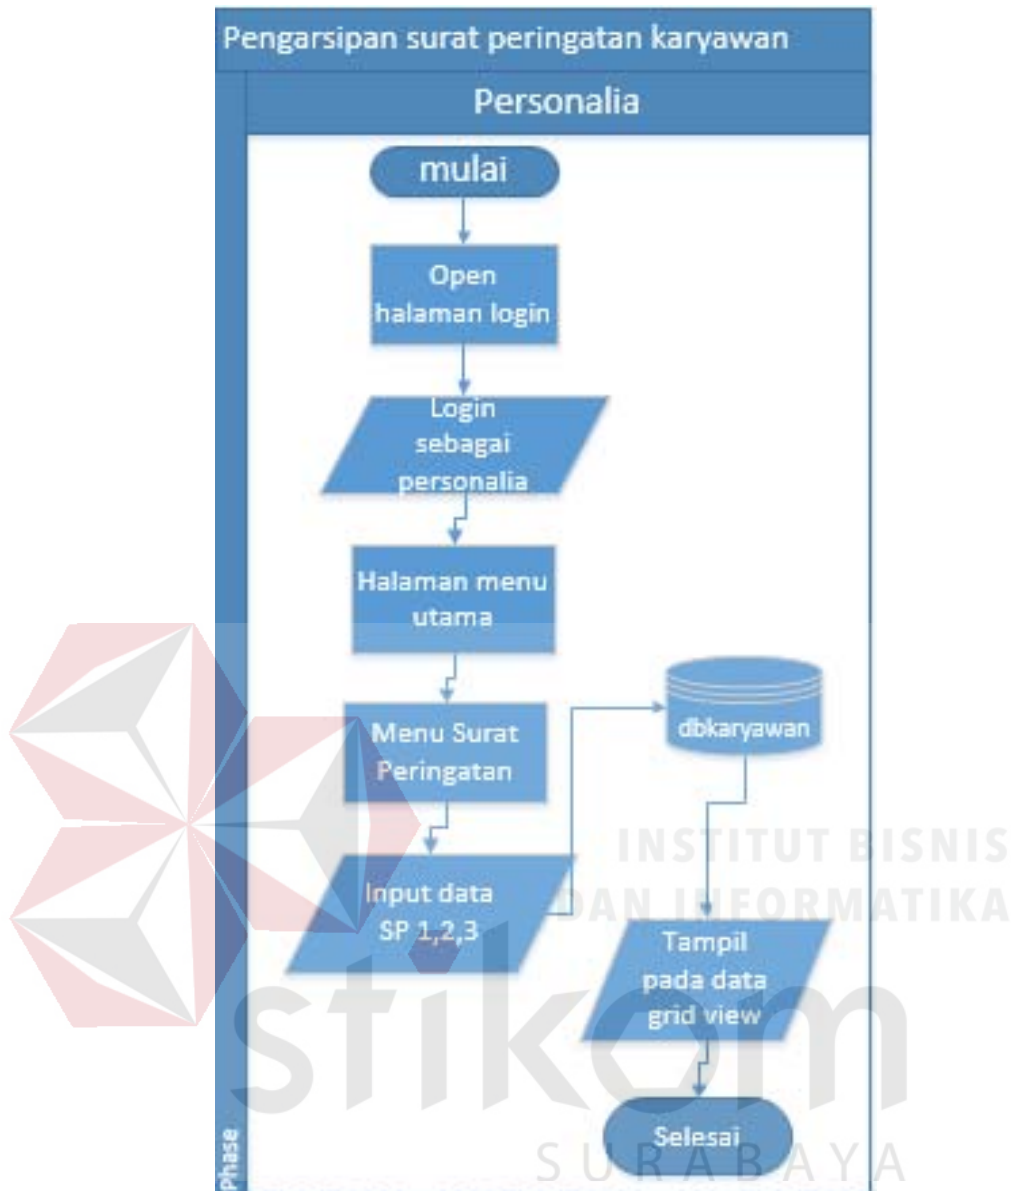 Pengarsipan surat peringatan karyawan
Personalia
mulai
Open
halaman login
Login
sebagai
personalia
Halaman menu
utama
Menu Surat
Peringatan
Input data
SP 1,2,3
dbkaryawan
Tampil
pada data
grid view
Selesai
Phase
INSTITUT BISNIS
DAN INFORMATIKA
stikom
SURABAYA